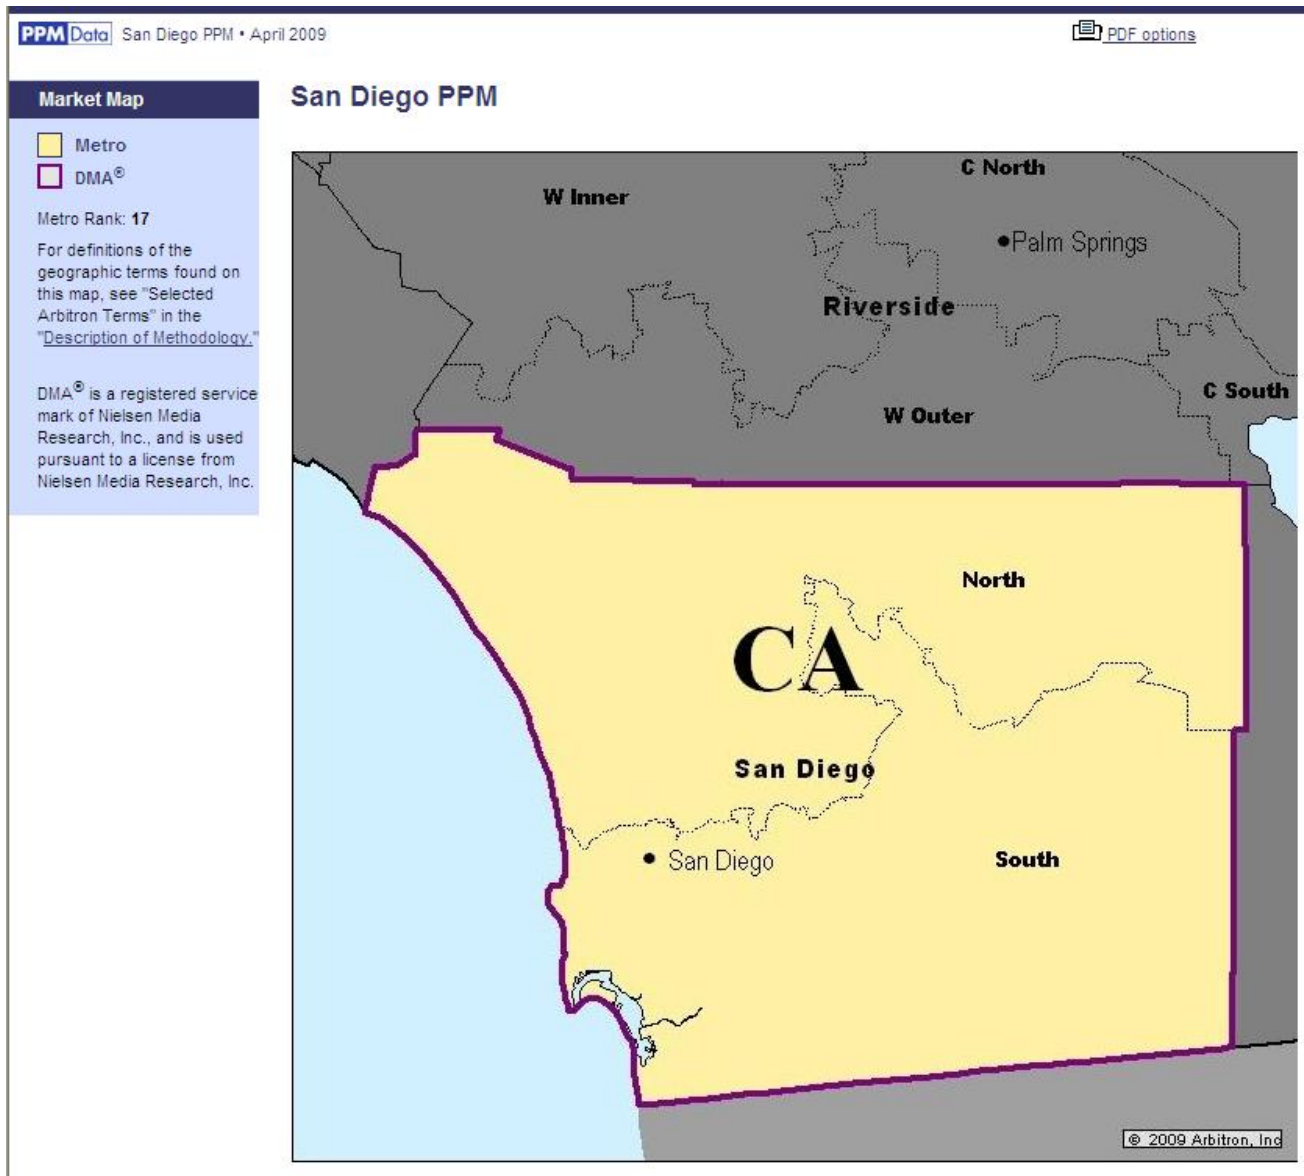 PPM Data San Diego PPM • April 2009
PDF options
Market Map
Metro
DMA®
Metro Rank: 17
For definitions of the
geographic terms found on
this map, see "Selected
Arbitron Terms" in the
"Description of Methodology."
DMA® is a registered service
mark of Nielsen Media
Research, Inc., and is used
pursuant to a license from
Nielsen Media Research, Inc.
San Diego PPM
C North
W Inner
Palm Springs
Riverside
C South
W Outer
North
CA
San Diego
San Diego
South
© 2009 Arbitron, Inc